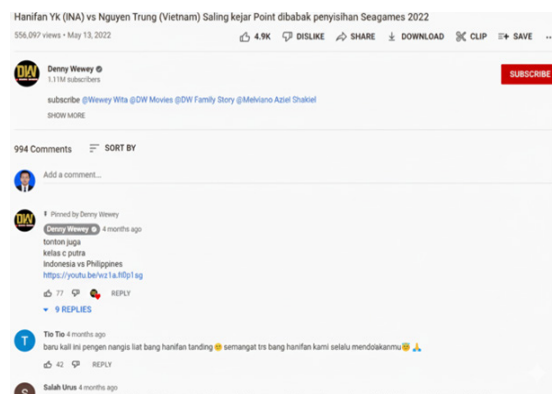 Hanifan Yk (INA) vs Nguyen Trung (Vietnam) Saling kejar Point dibabak penyisihan Seagames 2022
556,097 views • May 13, 2022
4.9K DISLIKE SHARE DOWNLOAD CLIP SAVE
DW
Denny Wewey
1.11M subscribers
SUBSCRIBE
subscribe @Wewey Wita @DW Movies @DW Family Story @Melviano Aziel Shakiel
SHOW MORE
994 Comments SORT BY
Add a comment...
DW
Pinned by Denny Wewey
Denny Wewey 4 months ago
tonton juga
kelas c putra
Indonesia vs Philippines
https://youtu.be/wz1a.h0p1sg
77 REPLY
9 REPLIES
T
Tio Tio 4 months ago
baru kali ini pengen nangis liat bang hanifan tanding😊 semangat trs bang hanifan kami selalu mendo'akanmu😇🙏
42 REPLY
S
Salah Urus 4 months ago